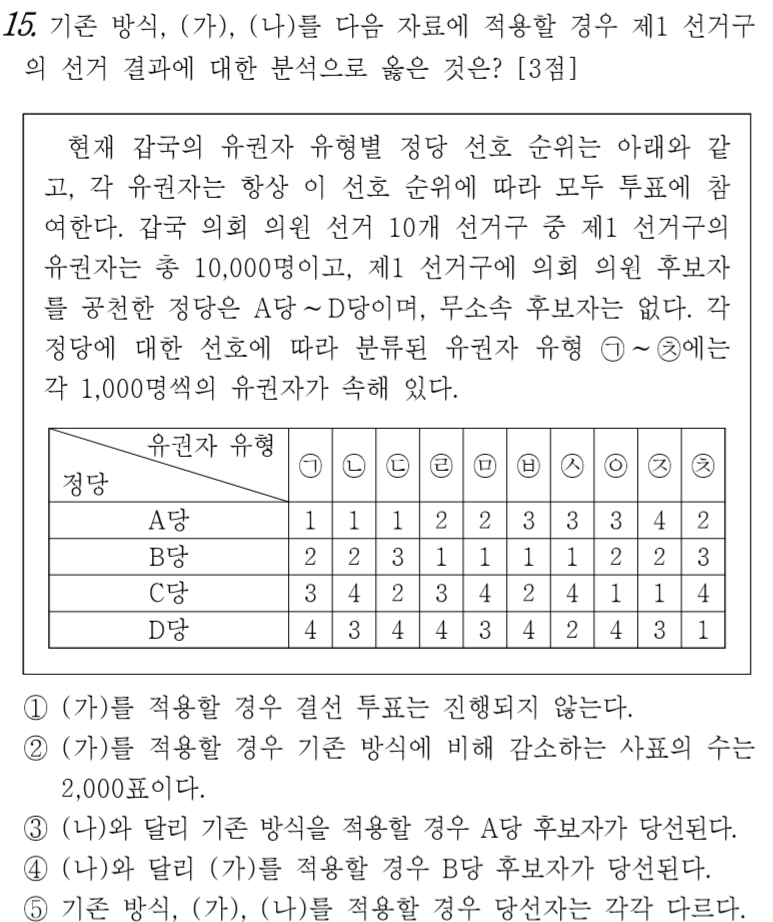 15. 기존 방식, (가), (나)를 다음 자료에 적용할 경우 제1 선거구
의 선거 결과에 대한 분석으로 옳은 것은? [3점]
현재 갑국의 유권자 유형별 정당 선호 순위는 아래와 같
고, 각 유권자는 항상 이 선호 순위에 따라 모두 투표에 참
여한다. 갑국 의회 의원 선거 10개 선거구 중 제1 선거구의
유권자는 총 10,000명이고, 제1 선거구에 의회 의원 후보자
를 공천한 정당은 A당～D당이며, 무소속 후보자는 없다. 각
정당에 대한 선호에 따라 분류된 유권자 유형 ㉠～㉩에는
각 1,000명씩의 유권자가 속해 있다.
유권자 유형 ㉠ ㉡ ㉢ ㉣ ㉤ ㉥ ㉦ ㉧ ㉨ ㉩
정당
A당 1 1 1 2 2 3 3 3 4 2
B당 2 2 3 1 1 1 1 2 2 3
C당 3 4 2 3 4 2 4 1 1 4
D당 4 3 4 4 3 4 2 4 3 1
① (가)를 적용할 경우 결선 투표는 진행되지 않는다.
② (가)를 적용할 경우 기존 방식에 비해 감소하는 사표의 수는
2,000표이다.
③ (나)와 달리 기존 방식을 적용할 경우 A당 후보자가 당선된다.
④ (나)와 달리 (가)를 적용할 경우 B당 후보자가 당선된다.
⑤ 기존 방식, (가), (나)를 적용할 경우 당선자는 각각 다르다.